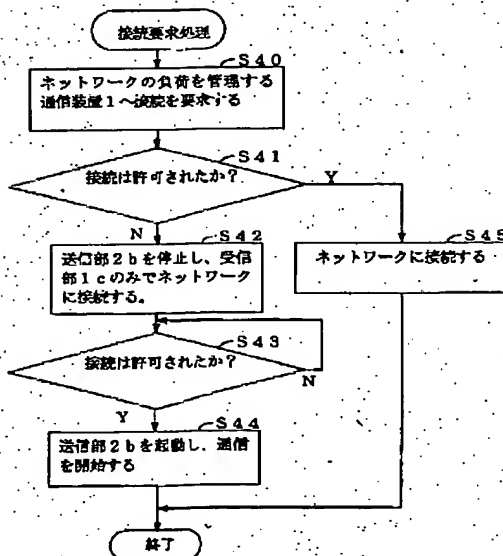 接続要求処理
S40
ネットワークの負荷を管理する
通信装置1へ接続を要求する
S41
接続は許可されたか？
Y
N
S42
送信部2bを停止し、受信
部1cのみでネットワーク
に接続する。
S45
ネットワークに接続する
S43
接続は許可されたか？
N
Y
S44
送信部2bを起動し、通信
を開始する
終了